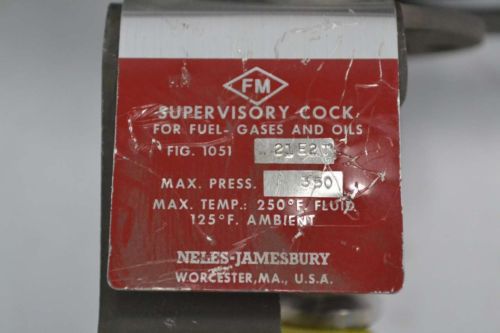 FM
SUPERVISORY COCK
FOR FUEL- GASES AND OILS
FIG. 1051 21E2T
MAX. PRESS. 350
MAX. TEMP.: 250°F. FLUID
125°F. AMBIENT
NELES-JAMESBURY
WORCESTER, MA., U.S.A.